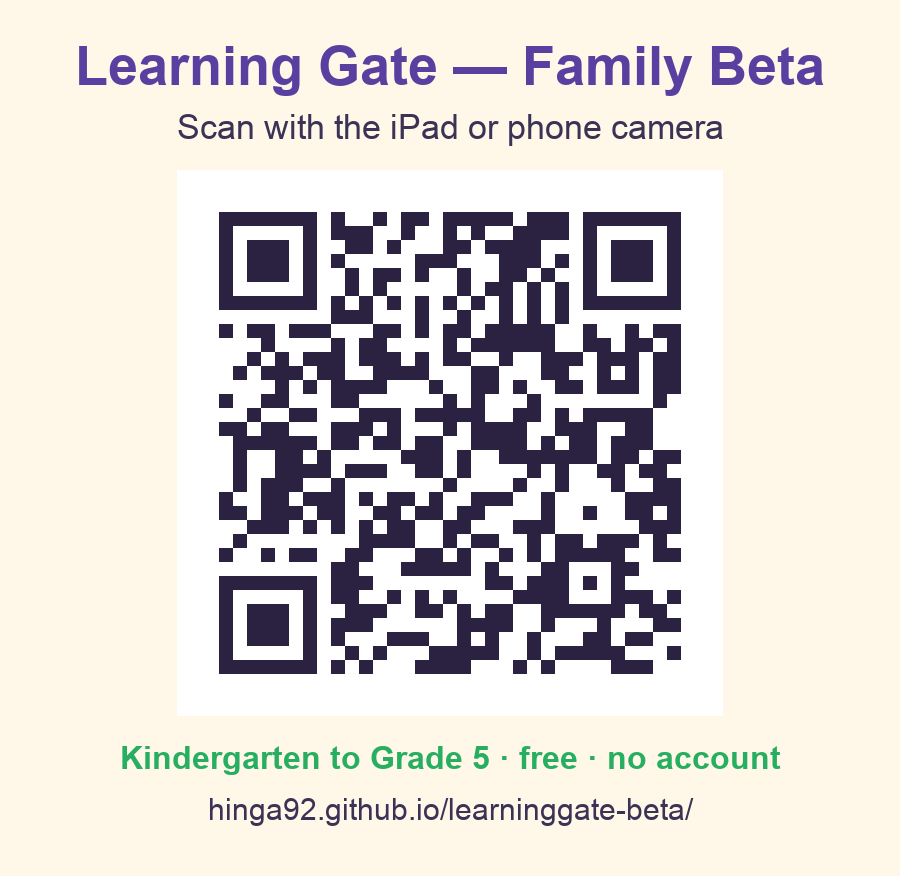 Learning Gate — Family Beta
Scan with the iPad or phone camera
Kindergarten to Grade 5 · free · no account
hinga92.github.io/learninggate-beta/